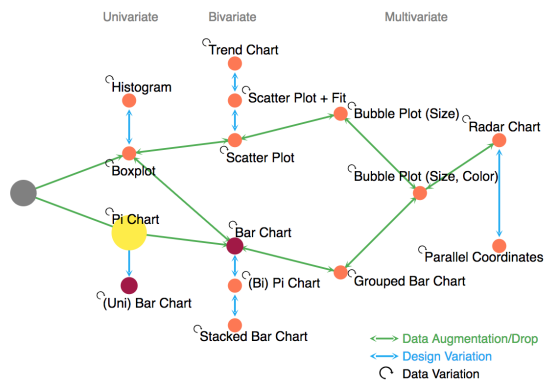 Univariate
Bivariate
Multivariate
Trend Chart
Histogram
Scatter Plot + Fit
Bubble Plot (Size)
Radar Chart
Scatter Plot
Boxplot
Bubble Plot (Size, Color)
Pi Chart
Bar Chart
Parallel Coordinates
(Bi) Pi Chart
Grouped Bar Chart
(Uni) Bar Chart
Stacked Bar Chart
Data Augmentation/Drop
Design Variation
Data Variation